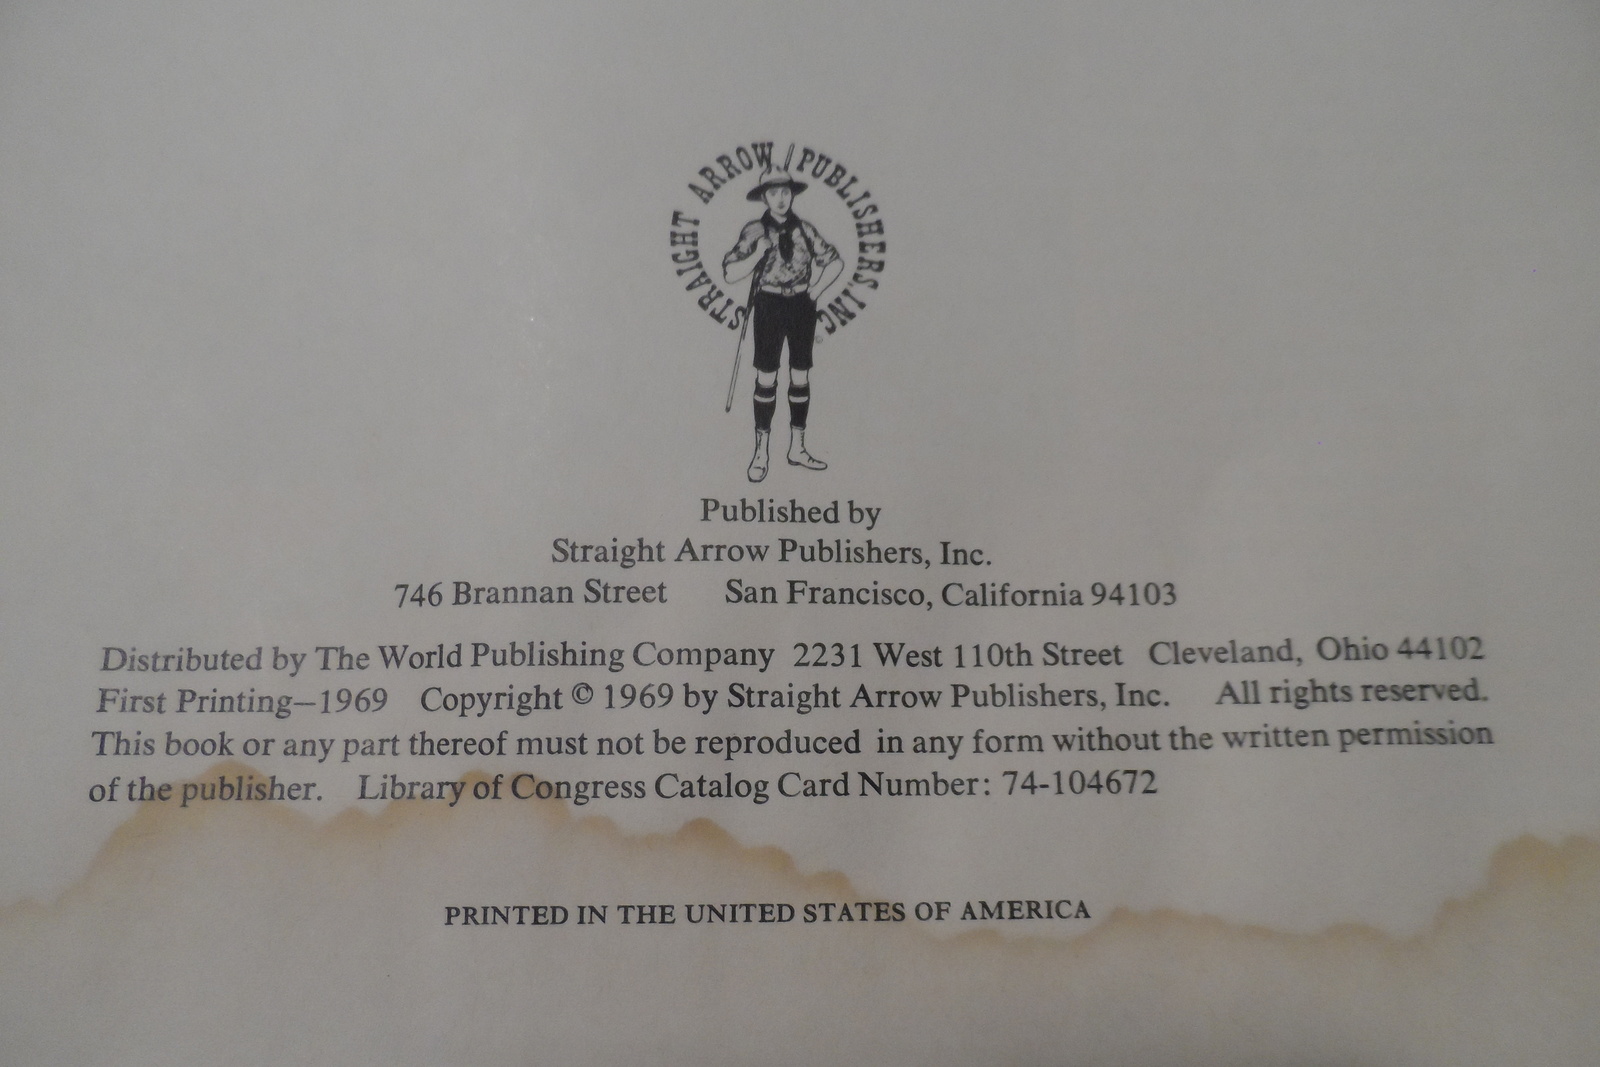 STRAIGHT ARROW PUBLISHERS, INC.
©
Published by
Straight Arrow Publishers, Inc.
746 Brannan Street San Francisco, California 94103
Distributed by The World Publishing Company 2231 West 110th Street Cleveland, Ohio 44102
First Printing—1969 Copyright © 1969 by Straight Arrow Publishers, Inc. All rights reserved.
This book or any part thereof must not be reproduced in any form without the written permission
of the publisher. Library of Congress Catalog Card Number: 74-104672
PRINTED IN THE UNITED STATES OF AMERICA